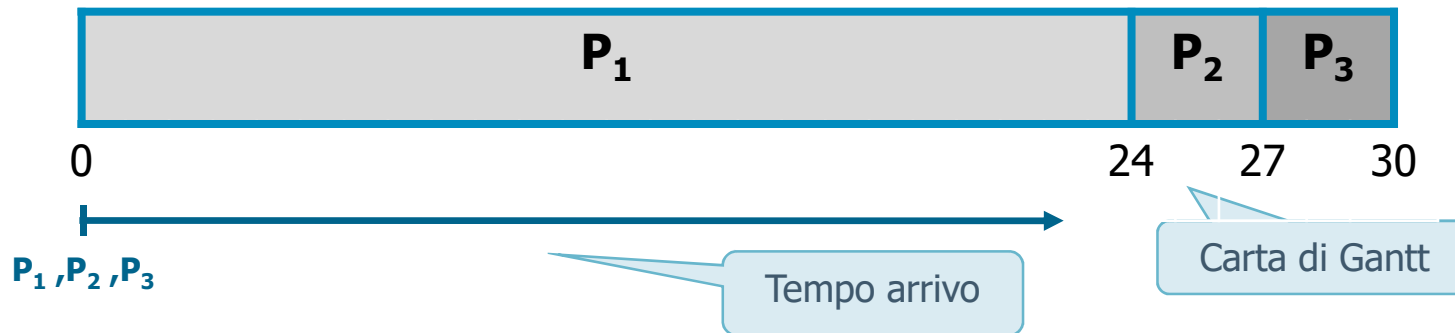 P₁ P₂ P₃
0 24 27 30
P₁ ,P₂ ,P₃
Tempo arrivo
Carta di Gantt